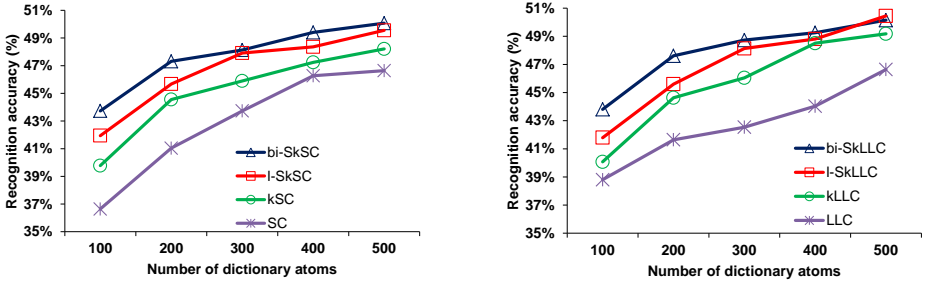 Recognition accuracy (%)
51%
49%
47%
45%
43%
41%
39%
37%
35%
bi-SkSC
l-SkSC
kSC
SC
100 200 300 400 500
Number of dictionary atoms
Recognition accuracy (%)
51%
49%
47%
45%
43%
41%
39%
37%
35%
bi-SkLLC
l-SkLLC
kLLC
LLC
100 200 300 400 500
Number of dictionary atoms